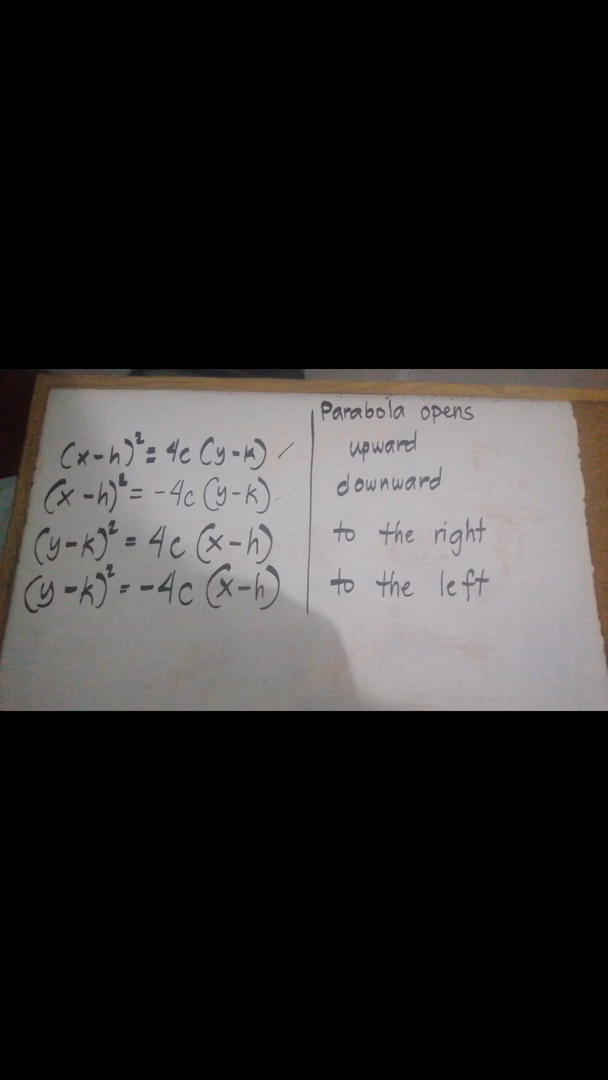 Parabola opens
(x-h)² = 4c (y-k) upward
(x-h)² = -4c (y-k) downward
(y-k)² = 4c (x-h) to the right
(y-k)² = -4c (x-h) to the left